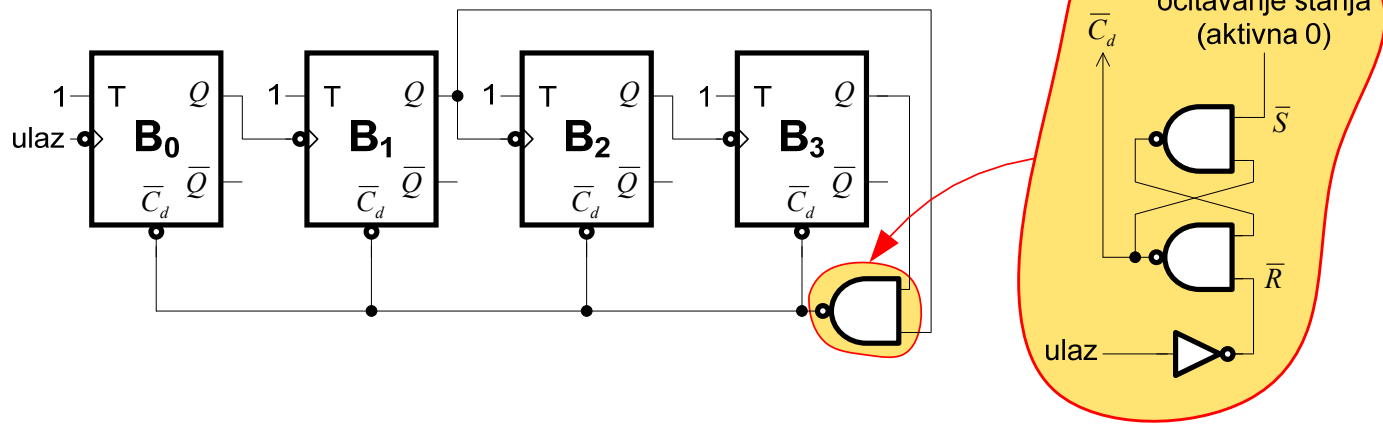 očitavanje stanja
(aktivna 0)
C̅d
S̅
R̅
ulaz
1 T Q
ulaz B0
Q̅
C̅d
1 T Q
B1
Q̅
C̅d
1 T Q
B2
Q̅
C̅d
1 T Q
B3
Q̅
C̅d